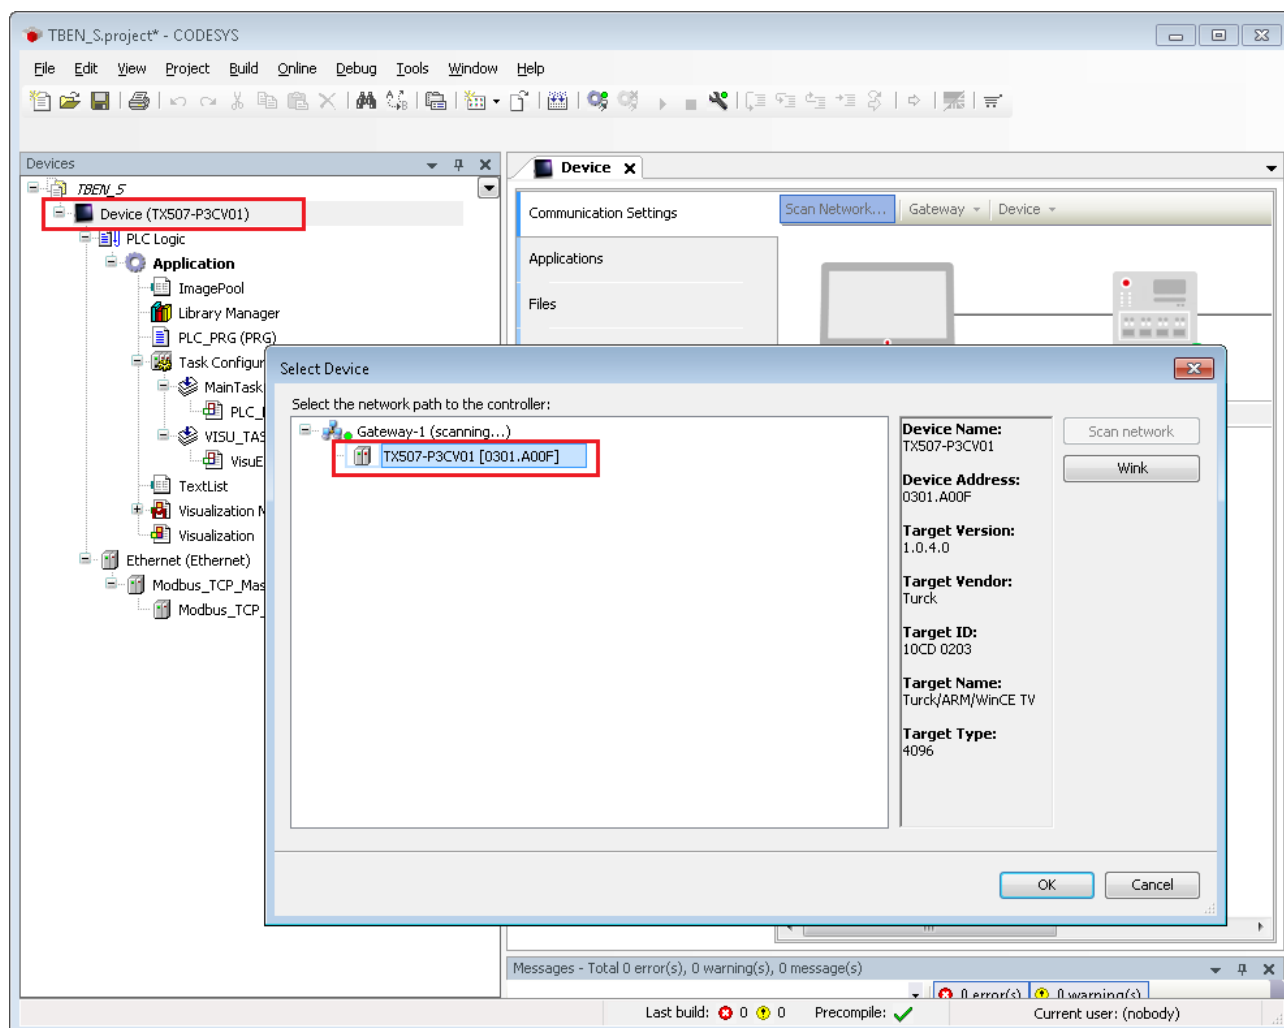 TBEN_S.project* - CODESYS
File Edit View Project Build Online Debug Tools Window Help
Devices
TBEN_S
Device (TX507-P3CV01)
PLC Logic
Application
ImagePool
Library Manager
PLC_PRG (PRG)
Task Configur
MainTask
PLC_
VISU_TAS
VisuE
TextList
Visualization
Visualization
Ethernet (Ethernet)
Modbus_TCP_Mas
Modbus_TCP_
Device
Communication Settings
Applications
Files
Scan Network... Gateway Device
Select Device
Select the network path to the controller:
Gateway-1 (scanning...)
TX507-P3CV01 [0301.A00F]
Device Name:
TX507-P3CV01
Device Address:
0301.A00F
Target Version:
1.0.4.0
Target Vendor:
Turck
Target ID:
10CD 0203
Target Name:
Turck/ARM/WinCE TV
Target Type:
4096
Scan network
Wink
OK Cancel
Messages - Total 0 error(s), 0 warning(s), 0 message(s)
0 error(s) 0 warning(s)
Last build: 0 0 Precompile: Current user: (nobody)